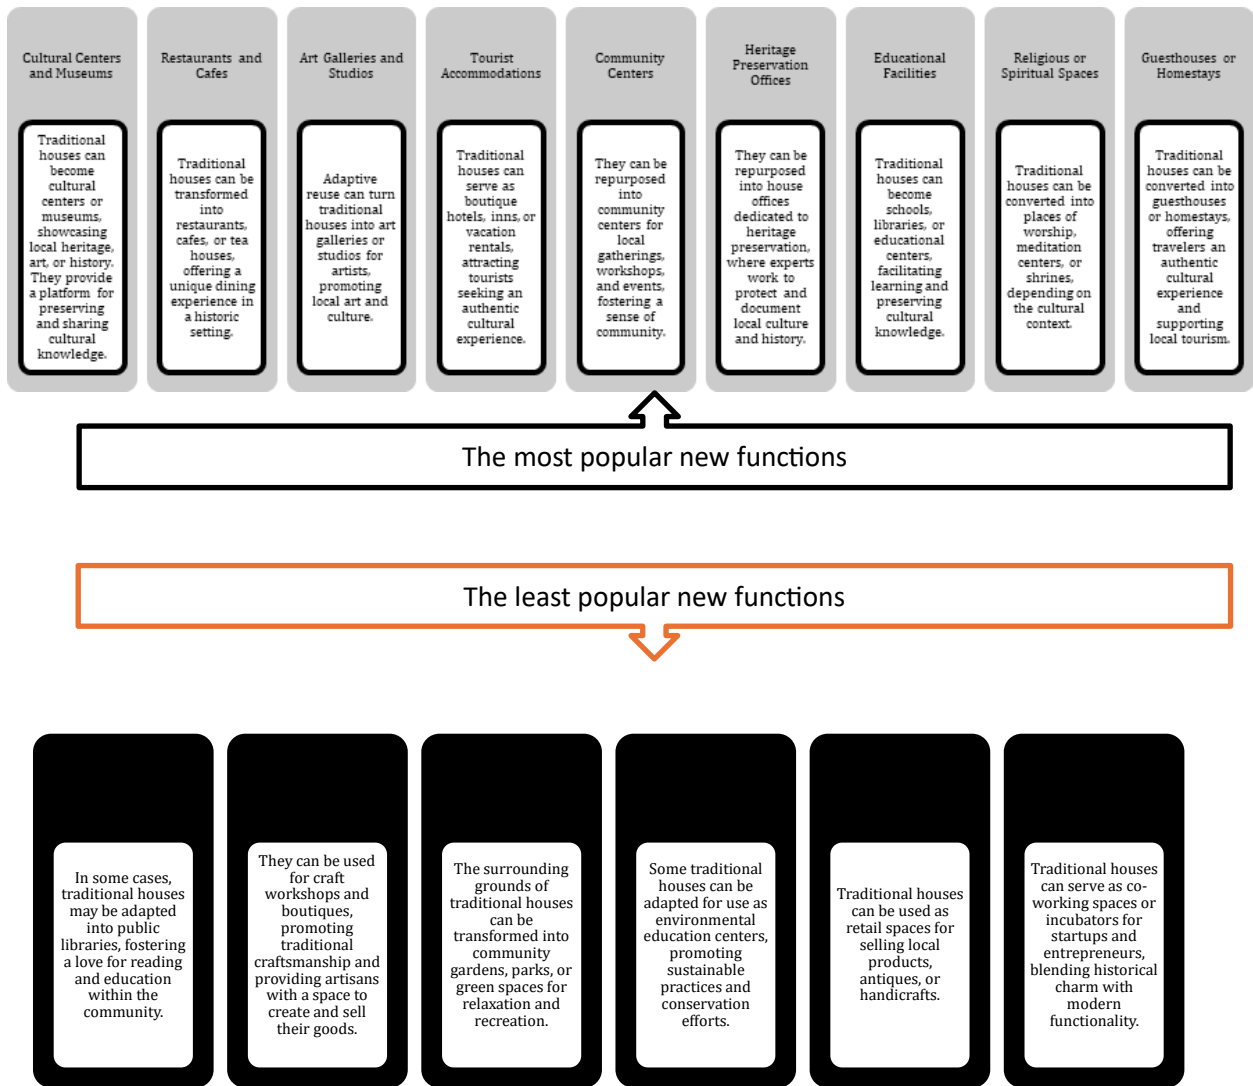 Cultural Centers
and Museums
Traditional
houses can
become
cultural
centers or
museums,
showcasing
local heritage,
art, or history.
They provide
a platform for
preserving
and sharing
cultural
knowledge.
Restaurants and
Cafes
Traditional
houses can be
transformed
into
restaurants,
cafes, or tea
houses,
offering a
unique dining
experience in
a historic
setting.
Art Galleries and
Studios
Adaptive
reuse can turn
traditional
houses into art
galleries or
studios for
artists,
promoting
local art and
culture.
Tourist
Accommodations
Traditional
houses can
serve as
boutique
hotels, inns, or
vacation
rentals,
attracting
tourists
seeking an
authentic
cultural
experience.
Community
Centers
They can be
repurposed
into
community
centers for
local
gatherings,
workshops,
and events,
fostering a
sense of
community.
Heritage
Preservation
Offices
They can be
repurposed
into house
offices
dedicated to
heritage
preservation,
where experts
work to
protect and
document
local culture
and history.
Educational
Facilities
Traditional
houses can
become
schools,
libraries, or
educational
centers,
facilitating
learning and
preserving
cultural
knowledge.
Religious or
Spiritual Spaces
Traditional
houses can be
converted into
places of
worship,
meditation
centers, or
shrines,
depending on
the cultural
context.
Guesthouses or
Homestays
Traditional
houses can be
converted into
guesthouses
or homestays,
offering
travelers an
authentic
cultural
experience
and
supporting
local tourism.
The most popular new functions
The least popular new functions
In some cases,
traditional houses
may be adapted
into public
libraries, fostering
a love for reading
and education
within the
community.
They can be used
for craft
workshops and
boutiques,
promoting
traditional
craftsmanship and
providing artisans
with a space to
create and sell
their goods.
The surrounding
grounds of
traditional houses
can be
transformed into
community
gardens, parks, or
green spaces for
relaxation and
recreation.
Some traditional
houses can be
adapted for use as
environmental
education centers,
promoting
sustainable
practices and
conservation
efforts.
Traditional houses
can be used as
retail spaces for
selling local
products,
antiques, or
handicrafts.
Traditional houses
can serve as co-
working spaces or
incubators for
startups and
entrepreneurs,
blending historical
charm with
modern
functionality.